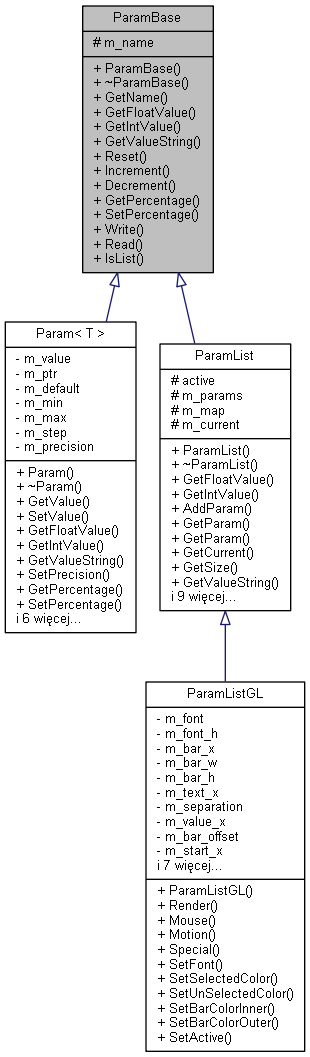 ParamBase
# m_name
+ ParamBase()
+ ~ParamBase()
+ GetName()
+ GetFloatValue()
+ GetIntValue()
+ GetValueString()
+ Reset()
+ Increment()
+ Decrement()
+ GetPercentage()
+ SetPercentage()
+ Write()
+ Read()
+ IsList()
Param< T >
- m_value
- m_ptr
- m_default
- m_min
- m_max
- m_step
- m_precision
+ Param()
+ ~Param()
+ GetValue()
+ SetValue()
+ GetFloatValue()
+ GetIntValue()
+ GetValueString()
+ SetPrecision()
+ GetPercentage()
+ SetPercentage()
i 6 więcej...
ParamList
# active
# m_params
# m_map
# m_current
+ ParamList()
+ ~ParamList()
+ GetFloatValue()
+ GetIntValue()
+ AddParam()
+ GetParam()
+ GetParam()
+ GetCurrent()
+ GetSize()
+ GetValueString()
i 9 więcej...
ParamListGL
- m_font
- m_font_h
- m_bar_x
- m_bar_w
- m_bar_h
- m_text_x
- m_separation
- m_value_x
- m_bar_offset
- m_start_x
i 7 więcej...
+ ParamListGL()
+ Render()
+ Mouse()
+ Motion()
+ Special()
+ SetFont()
+ SetSelectedColor()
+ SetUnSelectedColor()
+ SetBarColorInner()
+ SetBarColorOuter()
+ SetActive()